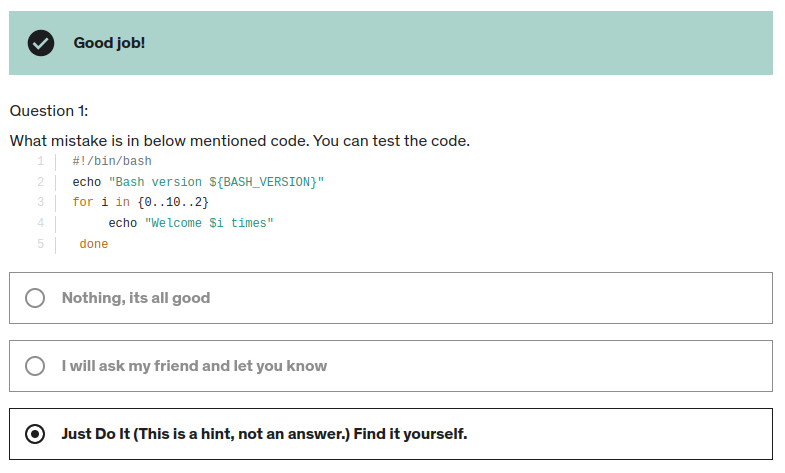 Good job!
Question 1:
What mistake is in below mentioned code. You can test the code.
1 #!/bin/bash
2 echo "Bash version ${BASH_VERSION}"
3 for i in {0..10..2}
4 echo "Welcome $i times"
5 done
Nothing, its all good
I will ask my friend and let you know
Just Do It (This is a hint, not an answer.) Find it yourself.